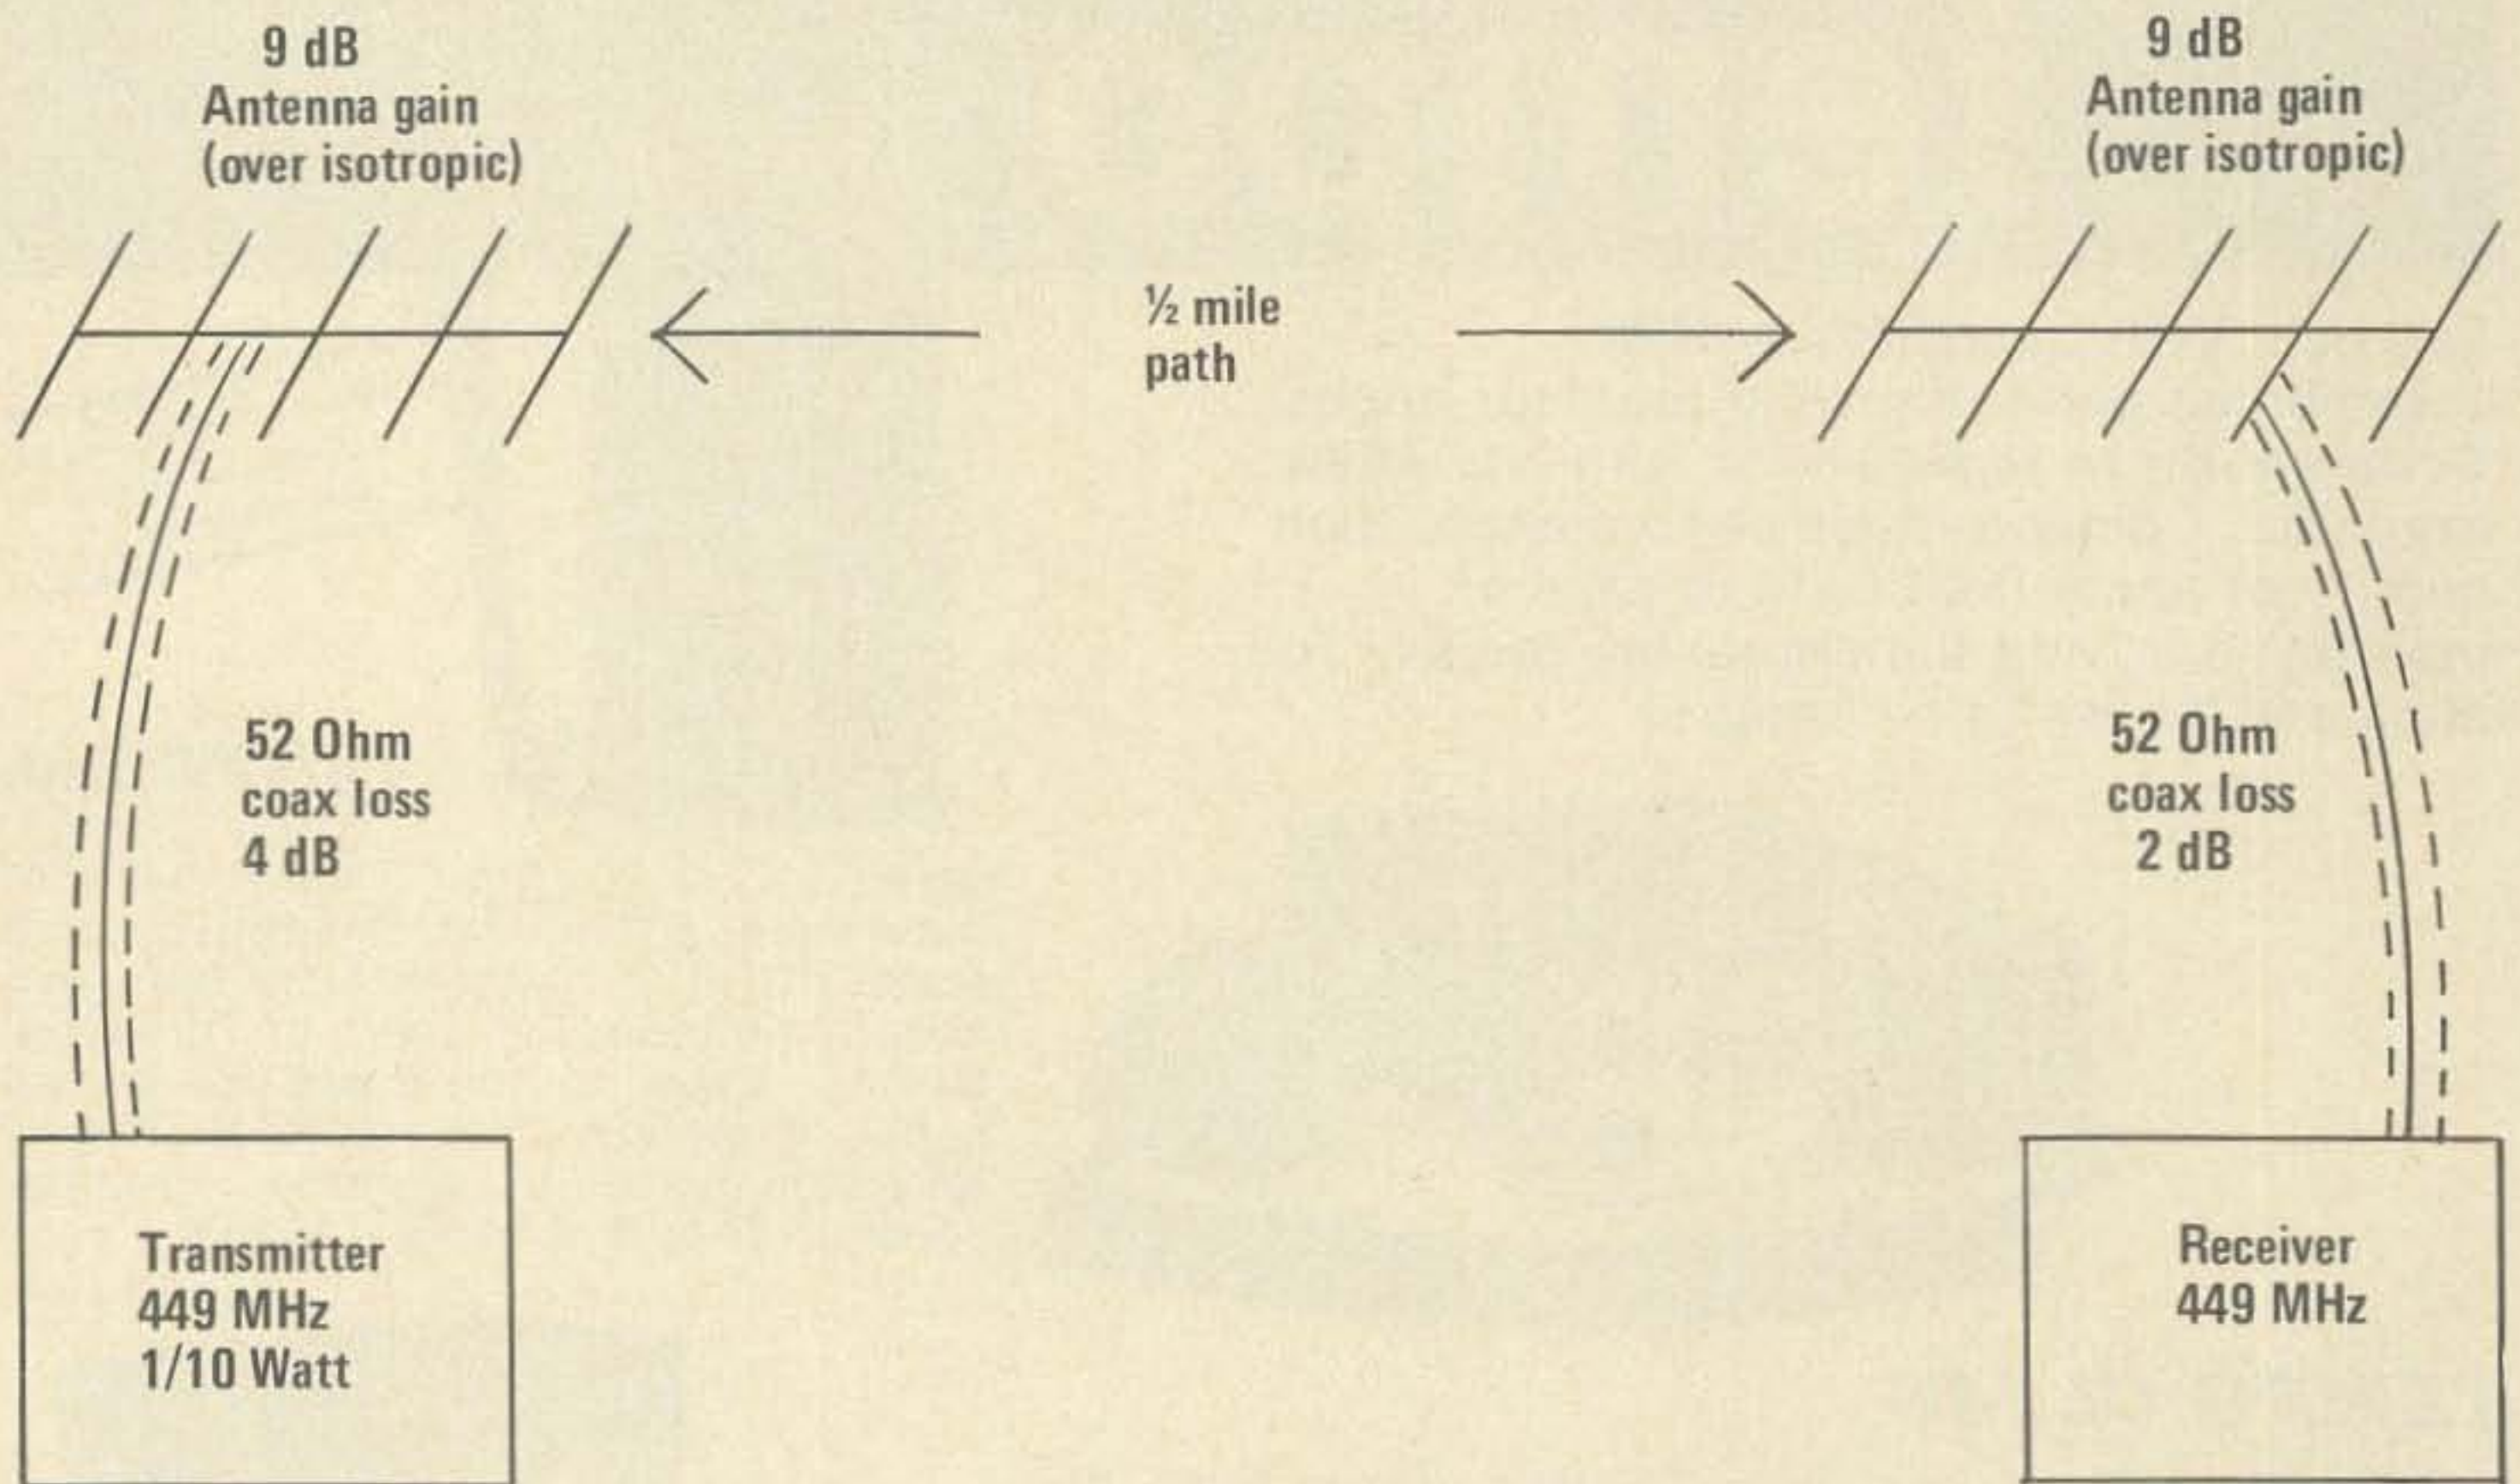 9 dB
Antenna gain
(over isotropic)
9 dB
Antenna gain
(over isotropic)
½ mile
path
52 Ohm
coax loss
4 dB
52 Ohm
coax loss
2 dB
Transmitter
449 MHz
1/10 Watt
Receiver
449 MHz